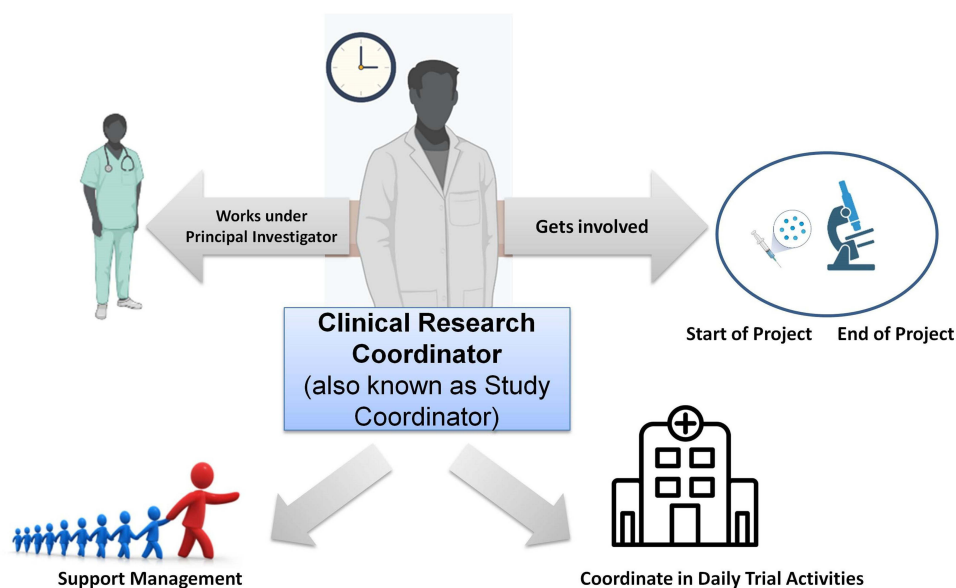 Works under
Principal Investigator
Gets involved
Clinical Research
Coordinator
(also known as Study
Coordinator)
Start of Project End of Project
Support Management
Coordinate in Daily Trial Activities